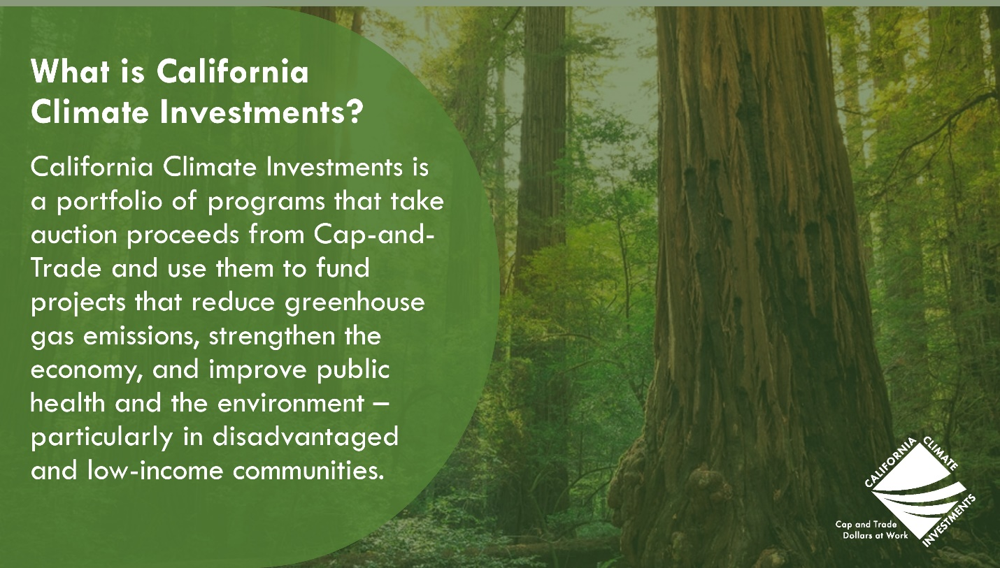 What is California
Climate Investments?
California Climate Investments is
a portfolio of programs that take
auction proceeds from Cap-and-
Trade and use them to fund
projects that reduce greenhouse
gas emissions, strengthen the
economy, and improve public
health and the environment –
particularly in disadvantaged
and low-income communities.
CALIFORNIA
CLIMATE
INVESTMENTS
Cap and Trade
Dollars at Work